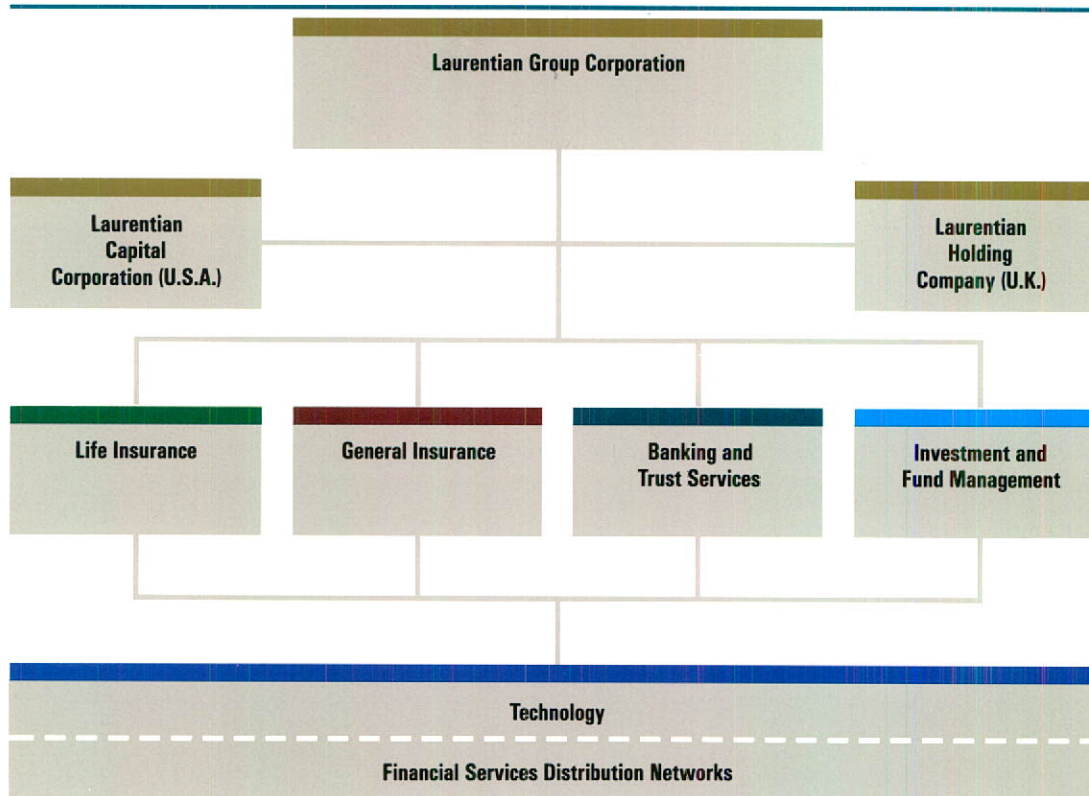 Laurentian Group Corporation
Laurentian
Capital
Corporation (U.S.A.)
Laurentian
Holding
Company (U.K.)
Life Insurance
General Insurance
Banking and
Trust Services
Investment and
Fund Management
Technology
Financial Services Distribution Networks